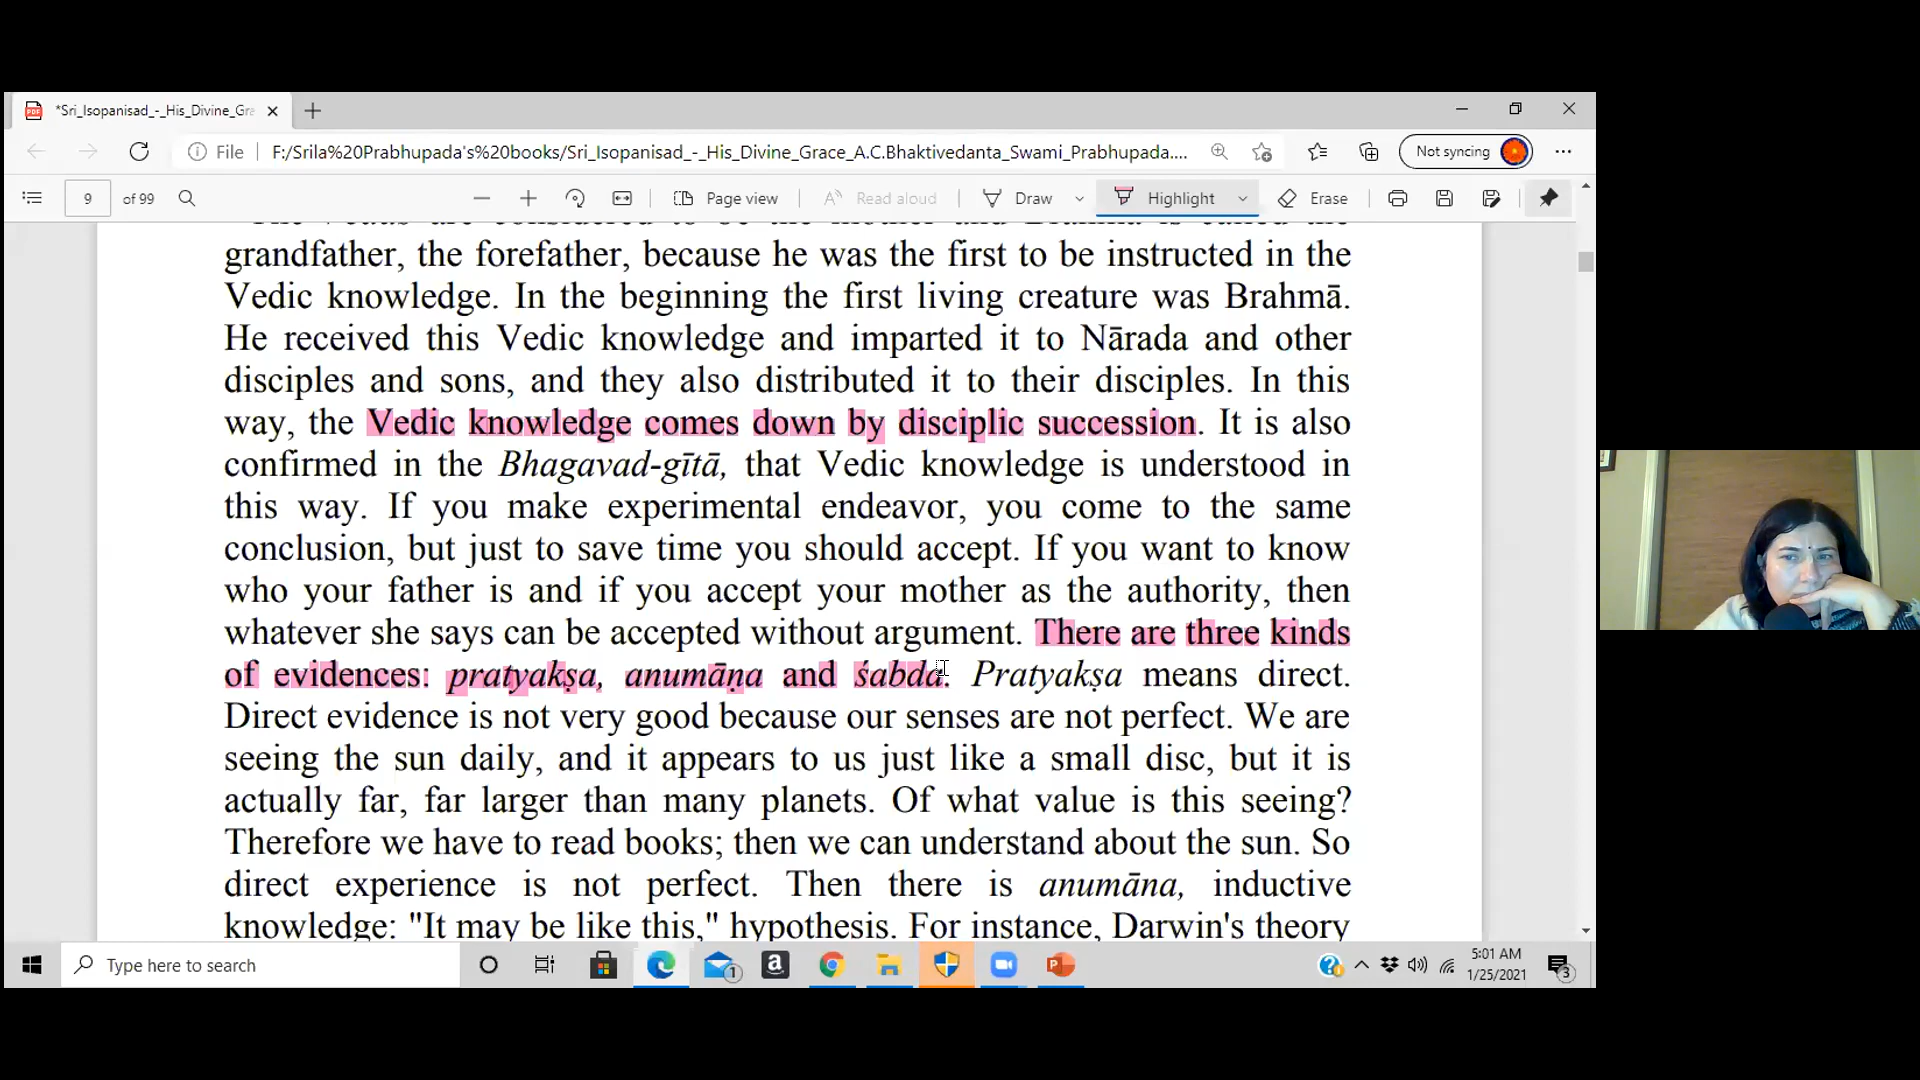 *Sri_Isopanisad_-_His_Divine_Gra
File F:/Srila%20Prabhupada's%20books/Sri_Isopanisad_-_His_Divine_Grace_A.C.Bhaktivedanta_Swami_Prabhupada.... Not syncing
9 of 99 Page view Read aloud Draw Highlight Erase
grandfather, the forefather, because he was the first to be instructed in the
Vedic knowledge. In the beginning the first living creature was Brahmā.
He received this Vedic knowledge and imparted it to Nārada and other
disciples and sons, and they also distributed it to their disciples. In this
way, the Vedic knowledge comes down by disciplic succession. It is also
confirmed in the Bhagavad-gītā, that Vedic knowledge is understood in
this way. If you make experimental endeavor, you come to the same
conclusion, but just to save time you should accept. If you want to know
who your father is and if you accept your mother as the authority, then
whatever she says can be accepted without argument. There are three kinds
of evidences: pratyakṣa, anumāṇa and śabda. Pratyakṣa means direct.
Direct evidence is not very good because our senses are not perfect. We are
seeing the sun daily, and it appears to us just like a small disc, but it is
actually far, far larger than many planets. Of what value is this seeing?
Therefore we have to read books; then we can understand about the sun. So
direct experience is not perfect. Then there is anumāna, inductive
knowledge: "It may be like this," hypothesis. For instance, Darwin's theory
Type here to search 1 5:01 AM
1/25/2021 3